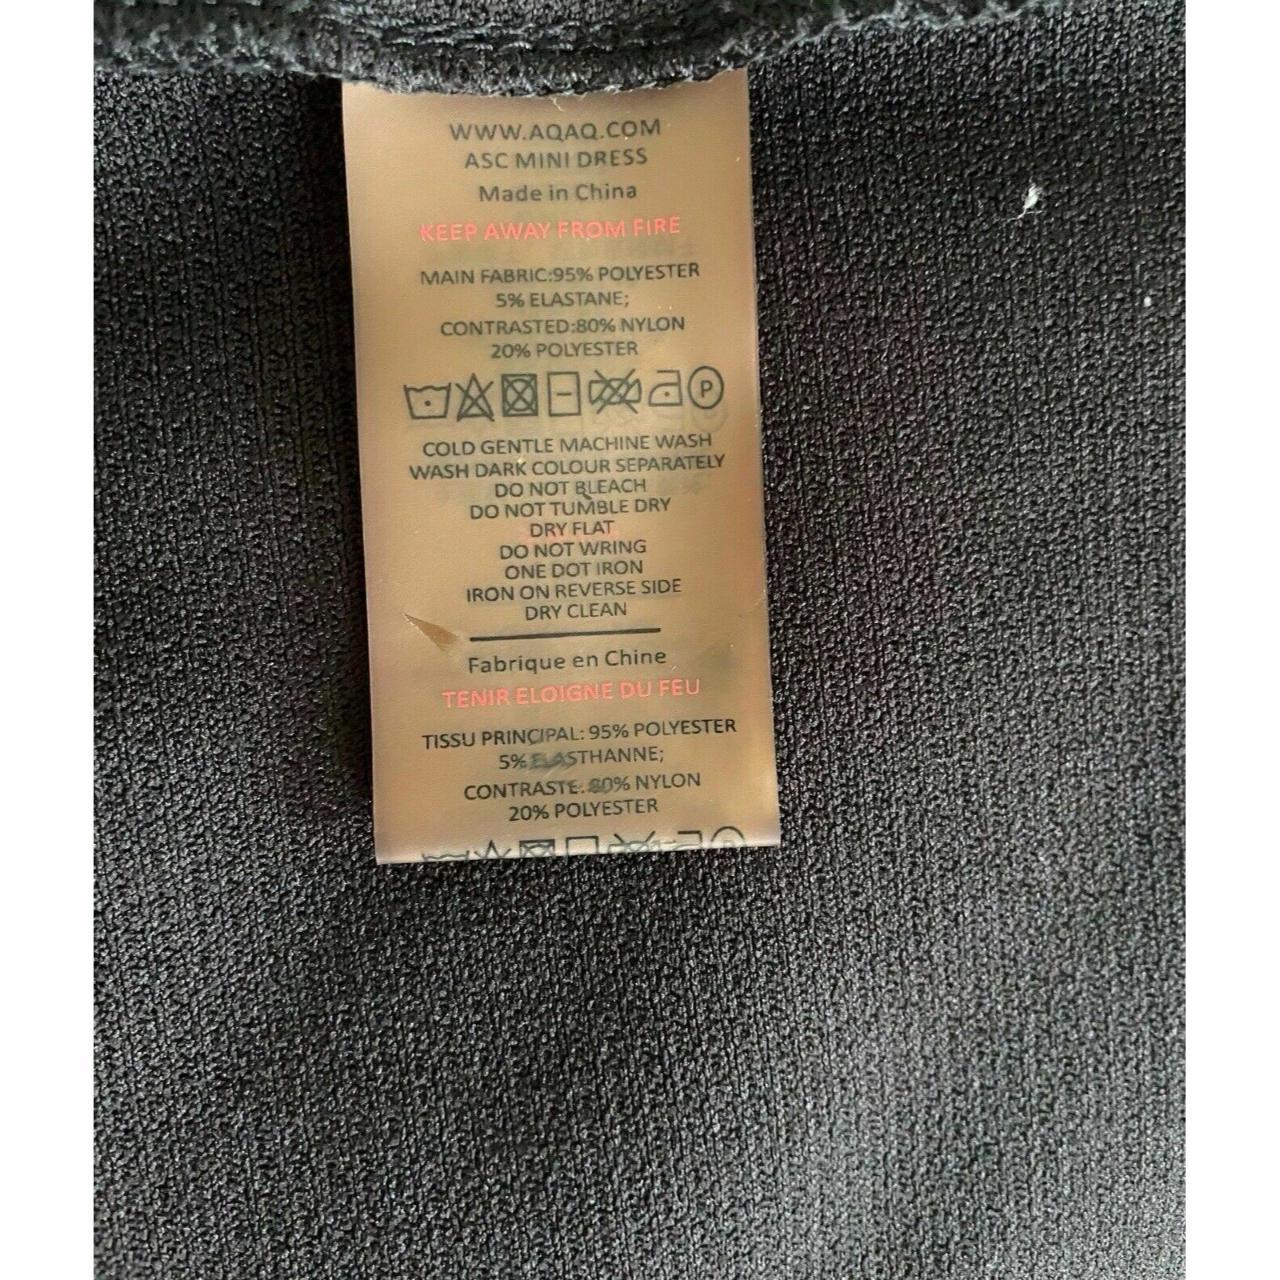 WWW.AQAQ.COM
ASC MINI DRESS
Made in China
KEEP AWAY FROM FIRE
MAIN FABRIC:95% POLYESTER
5% ELASTANE;
CONTRASTED:80% NYLON
20% POLYESTER
P
COLD GENTLE MACHINE WASH
WASH DARK COLOUR SEPARATELY
DO NOT BLEACH
DO NOT TUMBLE DRY
DRY FLAT
DO NOT WRING
ONE DOT IRON
IRON ON REVERSE SIDE
DRY CLEAN
Fabrique en Chine
TENIR ELOIGNE DU FEU
TISSU PRINCIPAL: 95% POLYESTER
5% ELASTHANNE;
CONTRASTE: 80% NYLON
20% POLYESTER